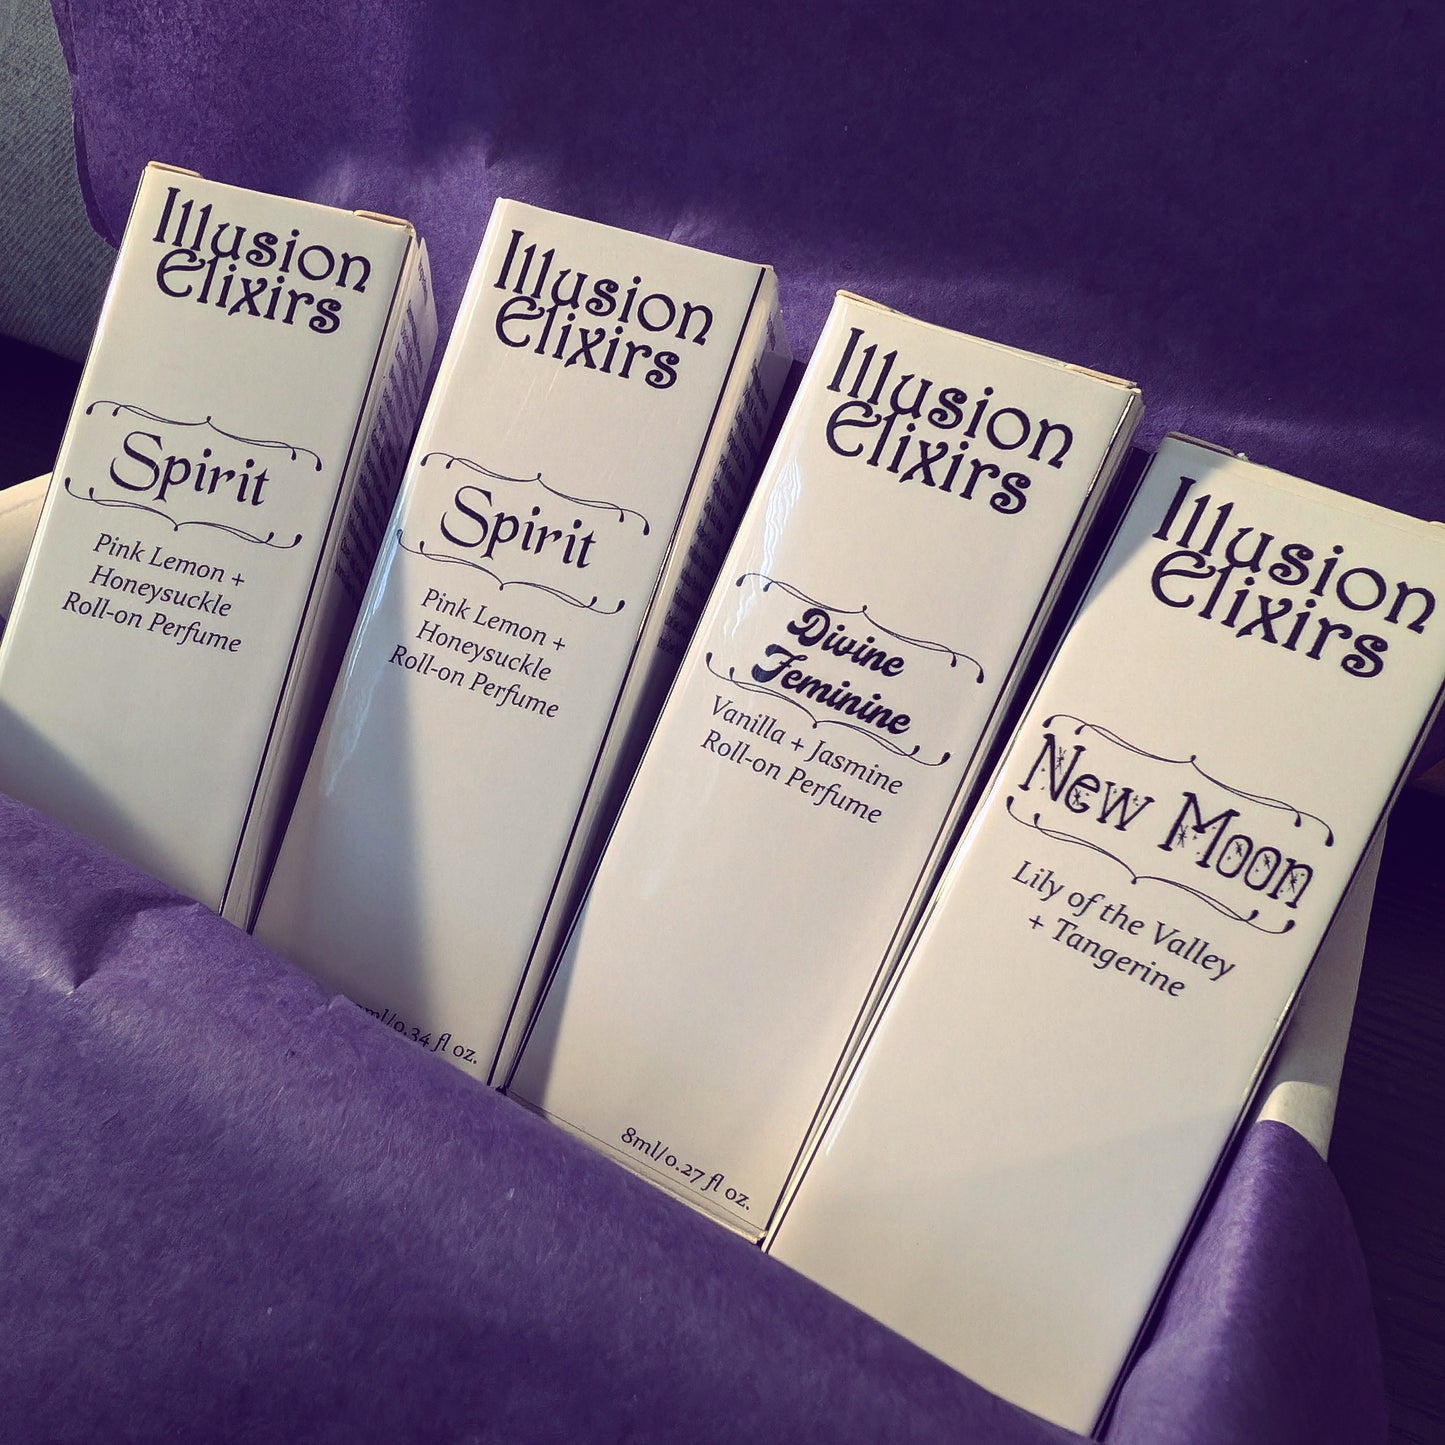 Illusion
Elixirs
Spirit
Pink Lemon +
Honeysuckle
Roll-on Perfume
Illusion
Elixirs
Spirit
Pink Lemon +
Honeysuckle
Roll-on Perfume
ml/0.34 fl oz.
Illusion
Elixirs
Divine
Feminine
Vanilla + Jasmine
Roll-on Perfume
8ml/0.27 fl oz.
Illusion
Elixirs
New Moon
Lily of the Valley
+ Tangerine